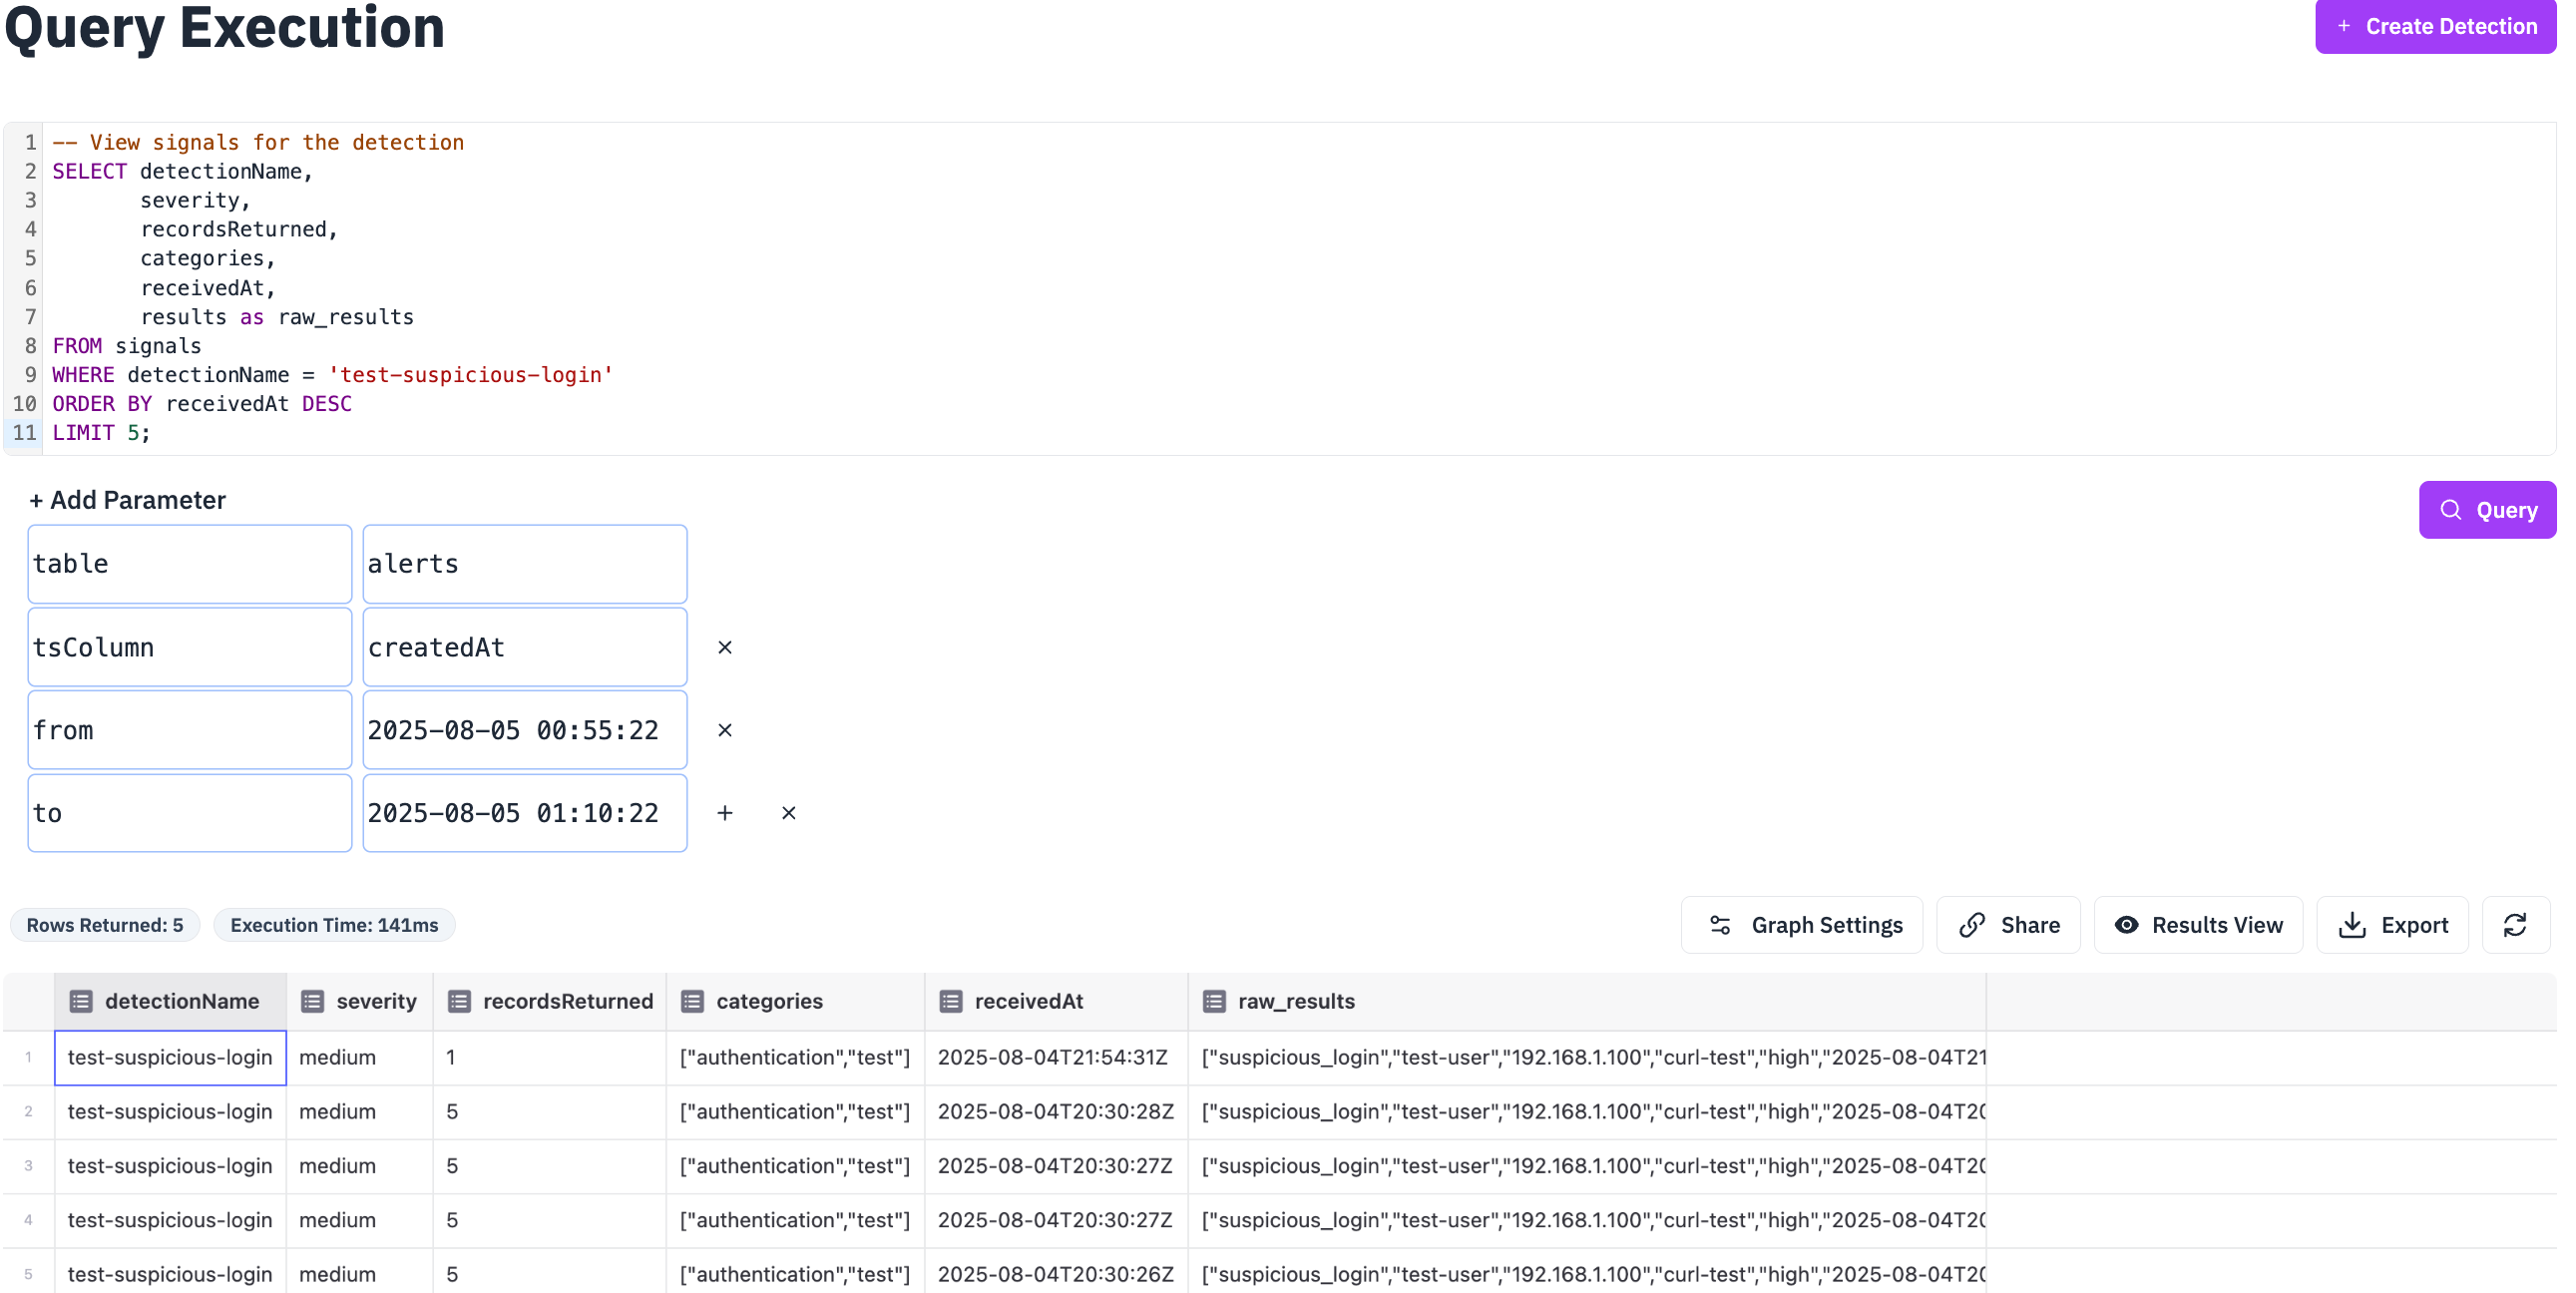 Query Execution
+ Create Detection
1 -- View signals for the detection
2 SELECT detectionName,
3 severity,
4 recordsReturned,
5 categories,
6 receivedAt,
7 results as raw_results
8 FROM signals
9 WHERE detectionName = 'test-suspicious-login'
10 ORDER BY receivedAt DESC
11 LIMIT 5;
+ Add Parameter
Query
table alerts
tsColumn createdAt ×
from 2025-08-05 00:55:22 ×
to 2025-08-05 01:10:22 + ×
Rows Returned: 5 Execution Time: 141ms Graph Settings Share Results View Export
detectionName severity recordsReturned categories receivedAt raw_results
1 test-suspicious-login medium 1 ["authentication","test"] 2025-08-04T21:54:31Z ["suspicious_login","test-user","192.168.1.100","curl-test","high","2025-08-04T21
2 test-suspicious-login medium 5 ["authentication","test"] 2025-08-04T20:30:28Z ["suspicious_login","test-user","192.168.1.100","curl-test","high","2025-08-04T20
3 test-suspicious-login medium 5 ["authentication","test"] 2025-08-04T20:30:27Z ["suspicious_login","test-user","192.168.1.100","curl-test","high","2025-08-04T20
4 test-suspicious-login medium 5 ["authentication","test"] 2025-08-04T20:30:27Z ["suspicious_login","test-user","192.168.1.100","curl-test","high","2025-08-04T20
5 test-suspicious-login medium 5 ["authentication","test"] 2025-08-04T20:30:26Z ["suspicious_login","test-user","192.168.1.100","curl-test","high","2025-08-04T20